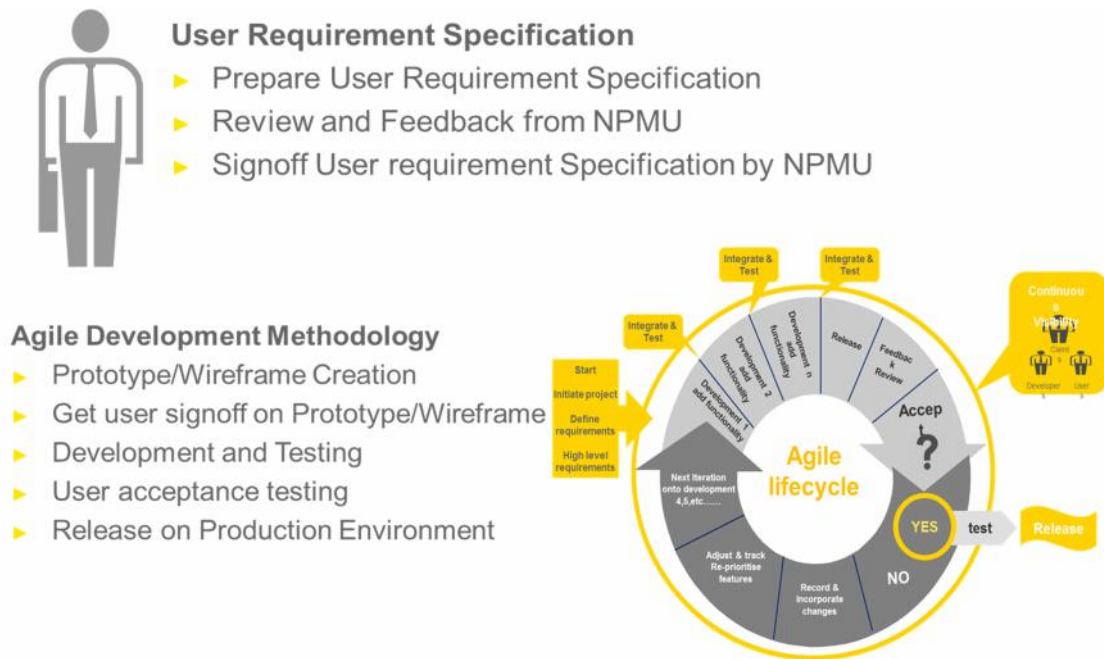 User Requirement Specification
► Prepare User Requirement Specification
► Review and Feedback from NPMU
► Signoff User requirement Specification by NPMU
Agile Development Methodology
► Prototype/Wireframe Creation
► Get user signoff on Prototype/Wireframe
► Development and Testing
► User acceptance testing
► Release on Production Environment
Start
Initiate project
Define
requirements
High level
requirements
Integrate &
Test
Integrate &
Test
Integrate &
Test
Development 1
add functionality
Development 2
add
functionality
Development n
add
functionality
Release
Feedbac
k
Review
Accep
?
YES
test
Release
NO
Record &
Incorporate
changes
Adjust & track
Re-prioritise
features
Next Iteration
onto development
4,5,etc......
Agile
lifecycle
Continuou
s
Visibility
Client
s
Developer
s
User
s